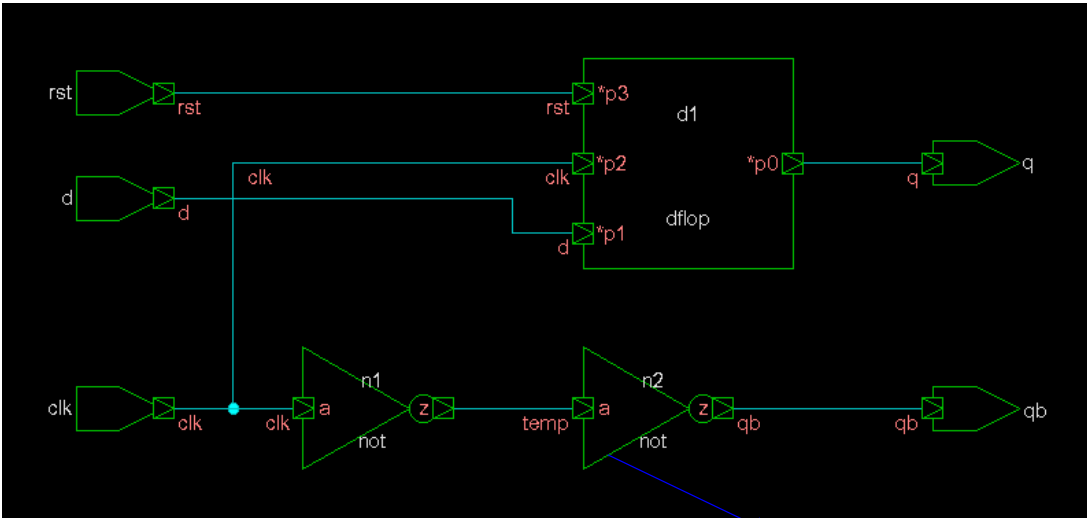 rst
rst
rst
*p3
d1
clk
clk
*p2
*p0
q
q
d
d
d
*p1
dflop
clk
clk
clk
a
n1
z
not
temp
a
n2
z
not
qb
qb
qb